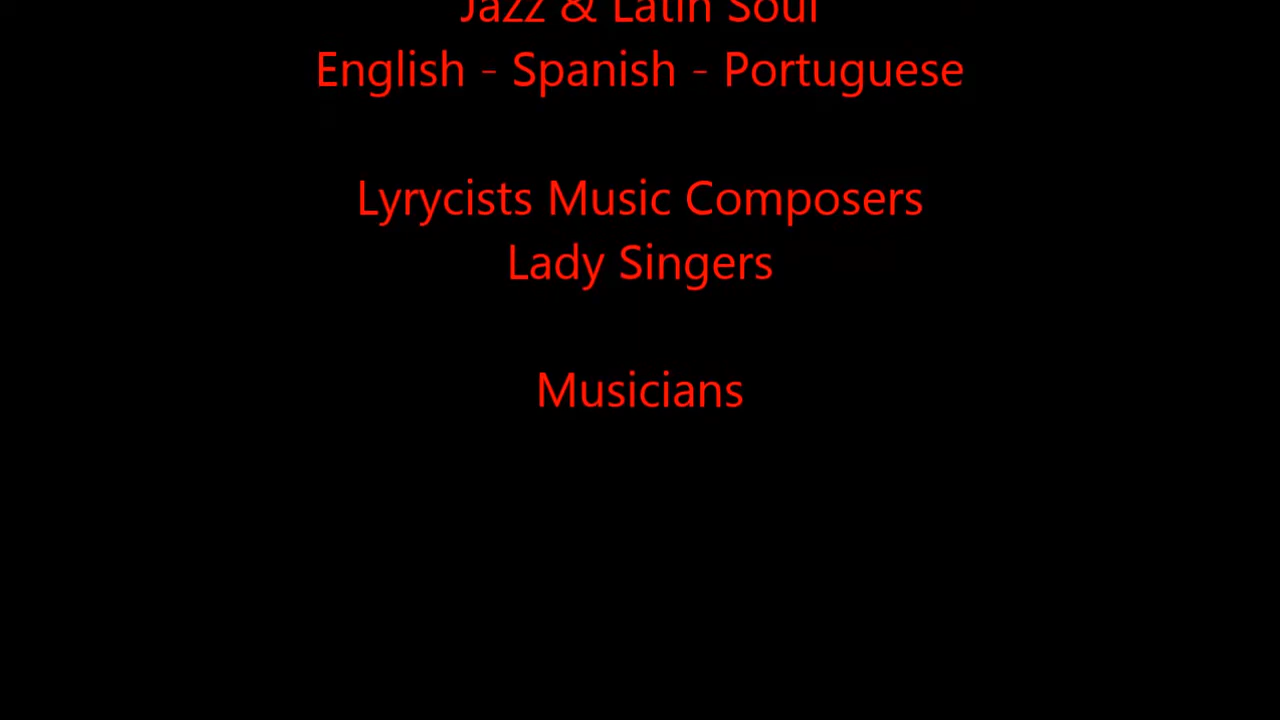 Jazz & Latin Soul
English - Spanish - Portuguese
Lyrycists Music Composers
Lady Singers
Musicians